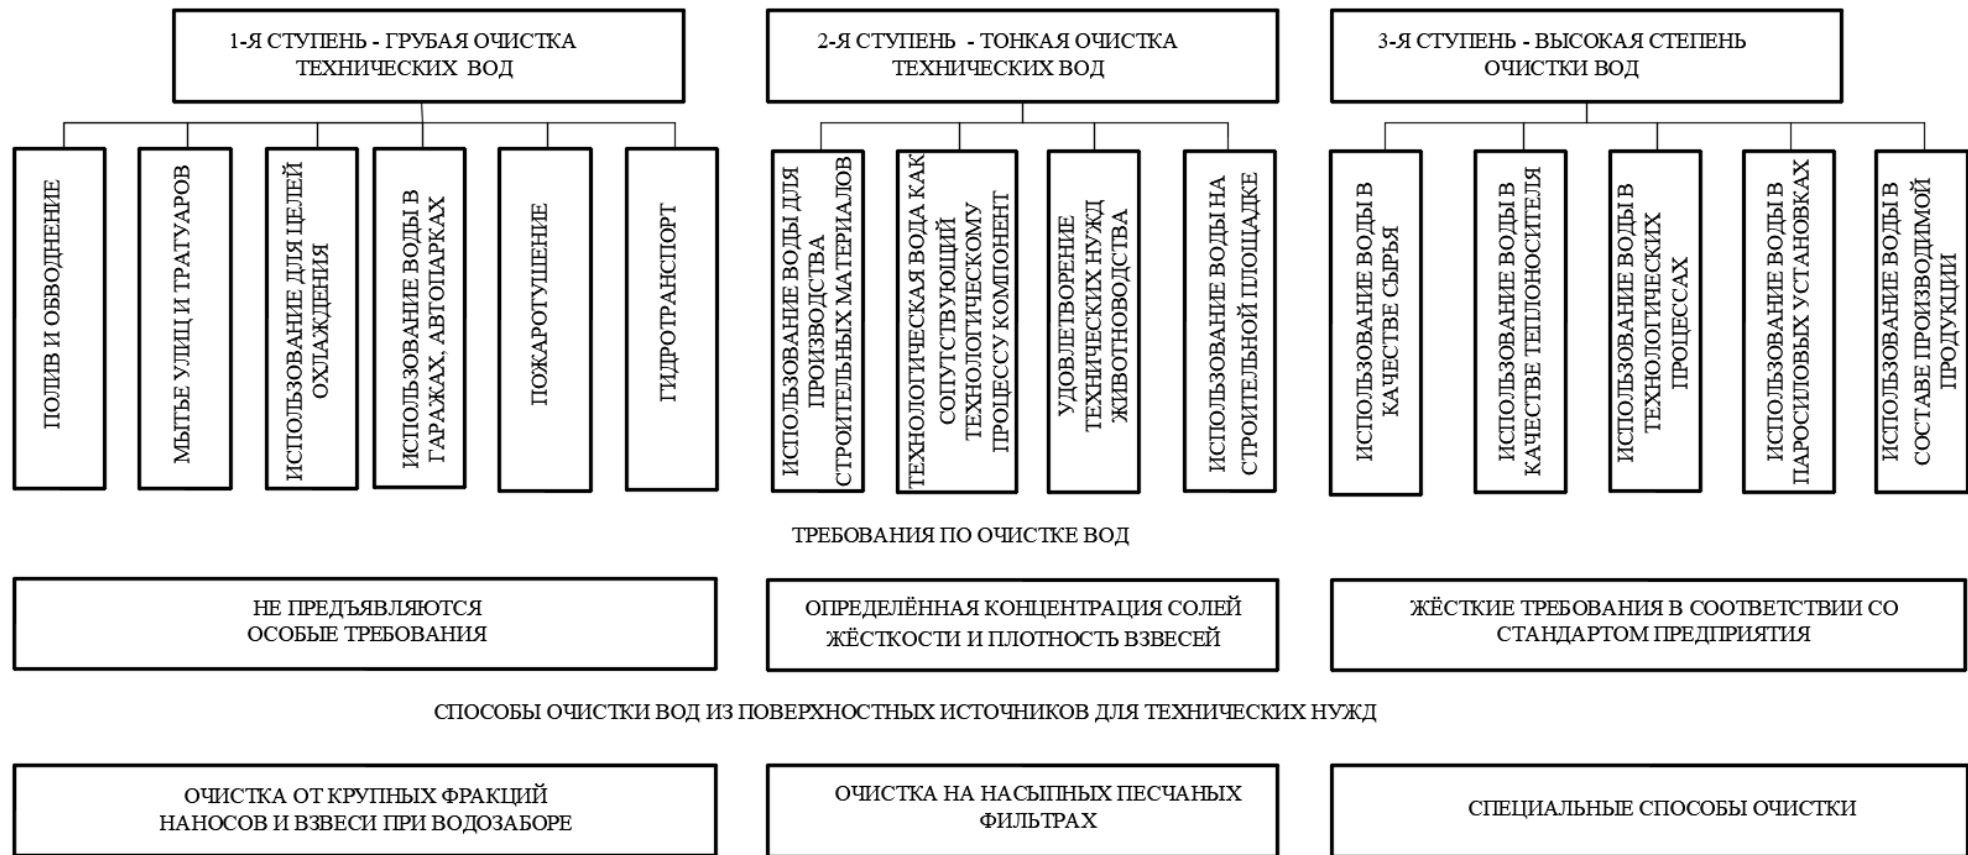 1-Я СТУПЕНЬ - ГРУБАЯ ОЧИСТКА
ТЕХНИЧЕСКИХ ВОД
2-Я СТУПЕНЬ - ТОНКАЯ ОЧИСТКА
ТЕХНИЧЕСКИХ ВОД
3-Я СТУПЕНЬ - ВЫСОКАЯ СТЕПЕНЬ
ОЧИСТКИ ВОД
ПОЛИВ И ОБВОДНЕНИЕ
МЫТЬЕ УЛИЦ И ТРАТУАРОВ
ИСПОЛЬЗОВАНИЕ ДЛЯ ЦЕЛЕЙ
ОХЛАЖДЕНИЯ
ИСПОЛЬЗОВАНИЕ ВОДЫ В
ГАРАЖАХ, АВТОПАРКАХ
ПОЖАРОТУШЕНИЕ
ГИДРОТРАНСПОРТ
ИСПОЛЬЗОВАНИЕ ВОДЫ ДЛЯ
ПРОИЗВОДСТВА
СТРОИТЕЛЬНЫХ МАТЕРИАЛОВ
ТЕХНОЛОГИЧЕСКАЯ ВОДА КАК
СОПУТСТВУЮЩИЙ
ТЕХНОЛОГИЧЕСКОМУ
ПРОЦЕССУ КОМПОНЕНТ
УДОВЛЕТВОРЕНИЕ
ТЕХНИЧЕСКИХ НУЖД
ЖИВОТНОВОДСТВА
ИСПОЛЬЗОВАНИЕ ВОДЫ НА
СТРОИТЕЛЬНОЙ ПЛОЩАДКЕ
ИСПОЛЬЗОВАНИЕ ВОДЫ В
КАЧЕСТВЕ СЫРЬЯ
ИСПОЛЬЗОВАНИЕ ВОДЫ В
КАЧЕСТВЕ ТЕПЛОНОСИТЕЛЯ
ИСПОЛЬЗОВАНИЕ ВОДЫ В
ТЕХНОЛОГИЧЕСКИХ
ПРОЦЕССАХ
ИСПОЛЬЗОВАНИЕ ВОДЫ В
ПАРОСИЛОВЫХ УСТАНОВКАХ
ИСПОЛЬЗОВАНИЕ ВОДЫ В
СОСТАВЕ ПРОИЗВОДИМОЙ
ПРОДУКЦИИ
ТРЕБОВАНИЯ ПО ОЧИСТКЕ ВОД
НЕ ПРЕДЪЯВЛЯЮТСЯ
ОСОБЫЕ ТРЕБОВАНИЯ
ОПРЕДЕЛЁННАЯ КОНЦЕНТРАЦИЯ СОЛЕЙ
ЖЁСТКОСТИ И ПЛОТНОСТЬ ВЗВЕСЕЙ
ЖЁСТКИЕ ТРЕБОВАНИЯ В СООТВЕТСТВИИ СО
СТАНДАРТОМ ПРЕДПРИЯТИЯ
СПОСОБЫ ОЧИСТКИ ВОД ИЗ ПОВЕРХНОСТНЫХ ИСТОЧНИКОВ ДЛЯ ТЕХНИЧЕСКИХ НУЖД
ОЧИСТКА ОТ КРУПНЫХ ФРАКЦИЙ
НАНОСОВ И ВЗВЕСИ ПРИ ВОДОЗАБОРЕ
ОЧИСТКА НА НАСЫПНЫХ ПЕСЧАНЫХ
ФИЛЬТРАХ
СПЕЦИАЛЬНЫЕ СПОСОБЫ ОЧИСТКИ